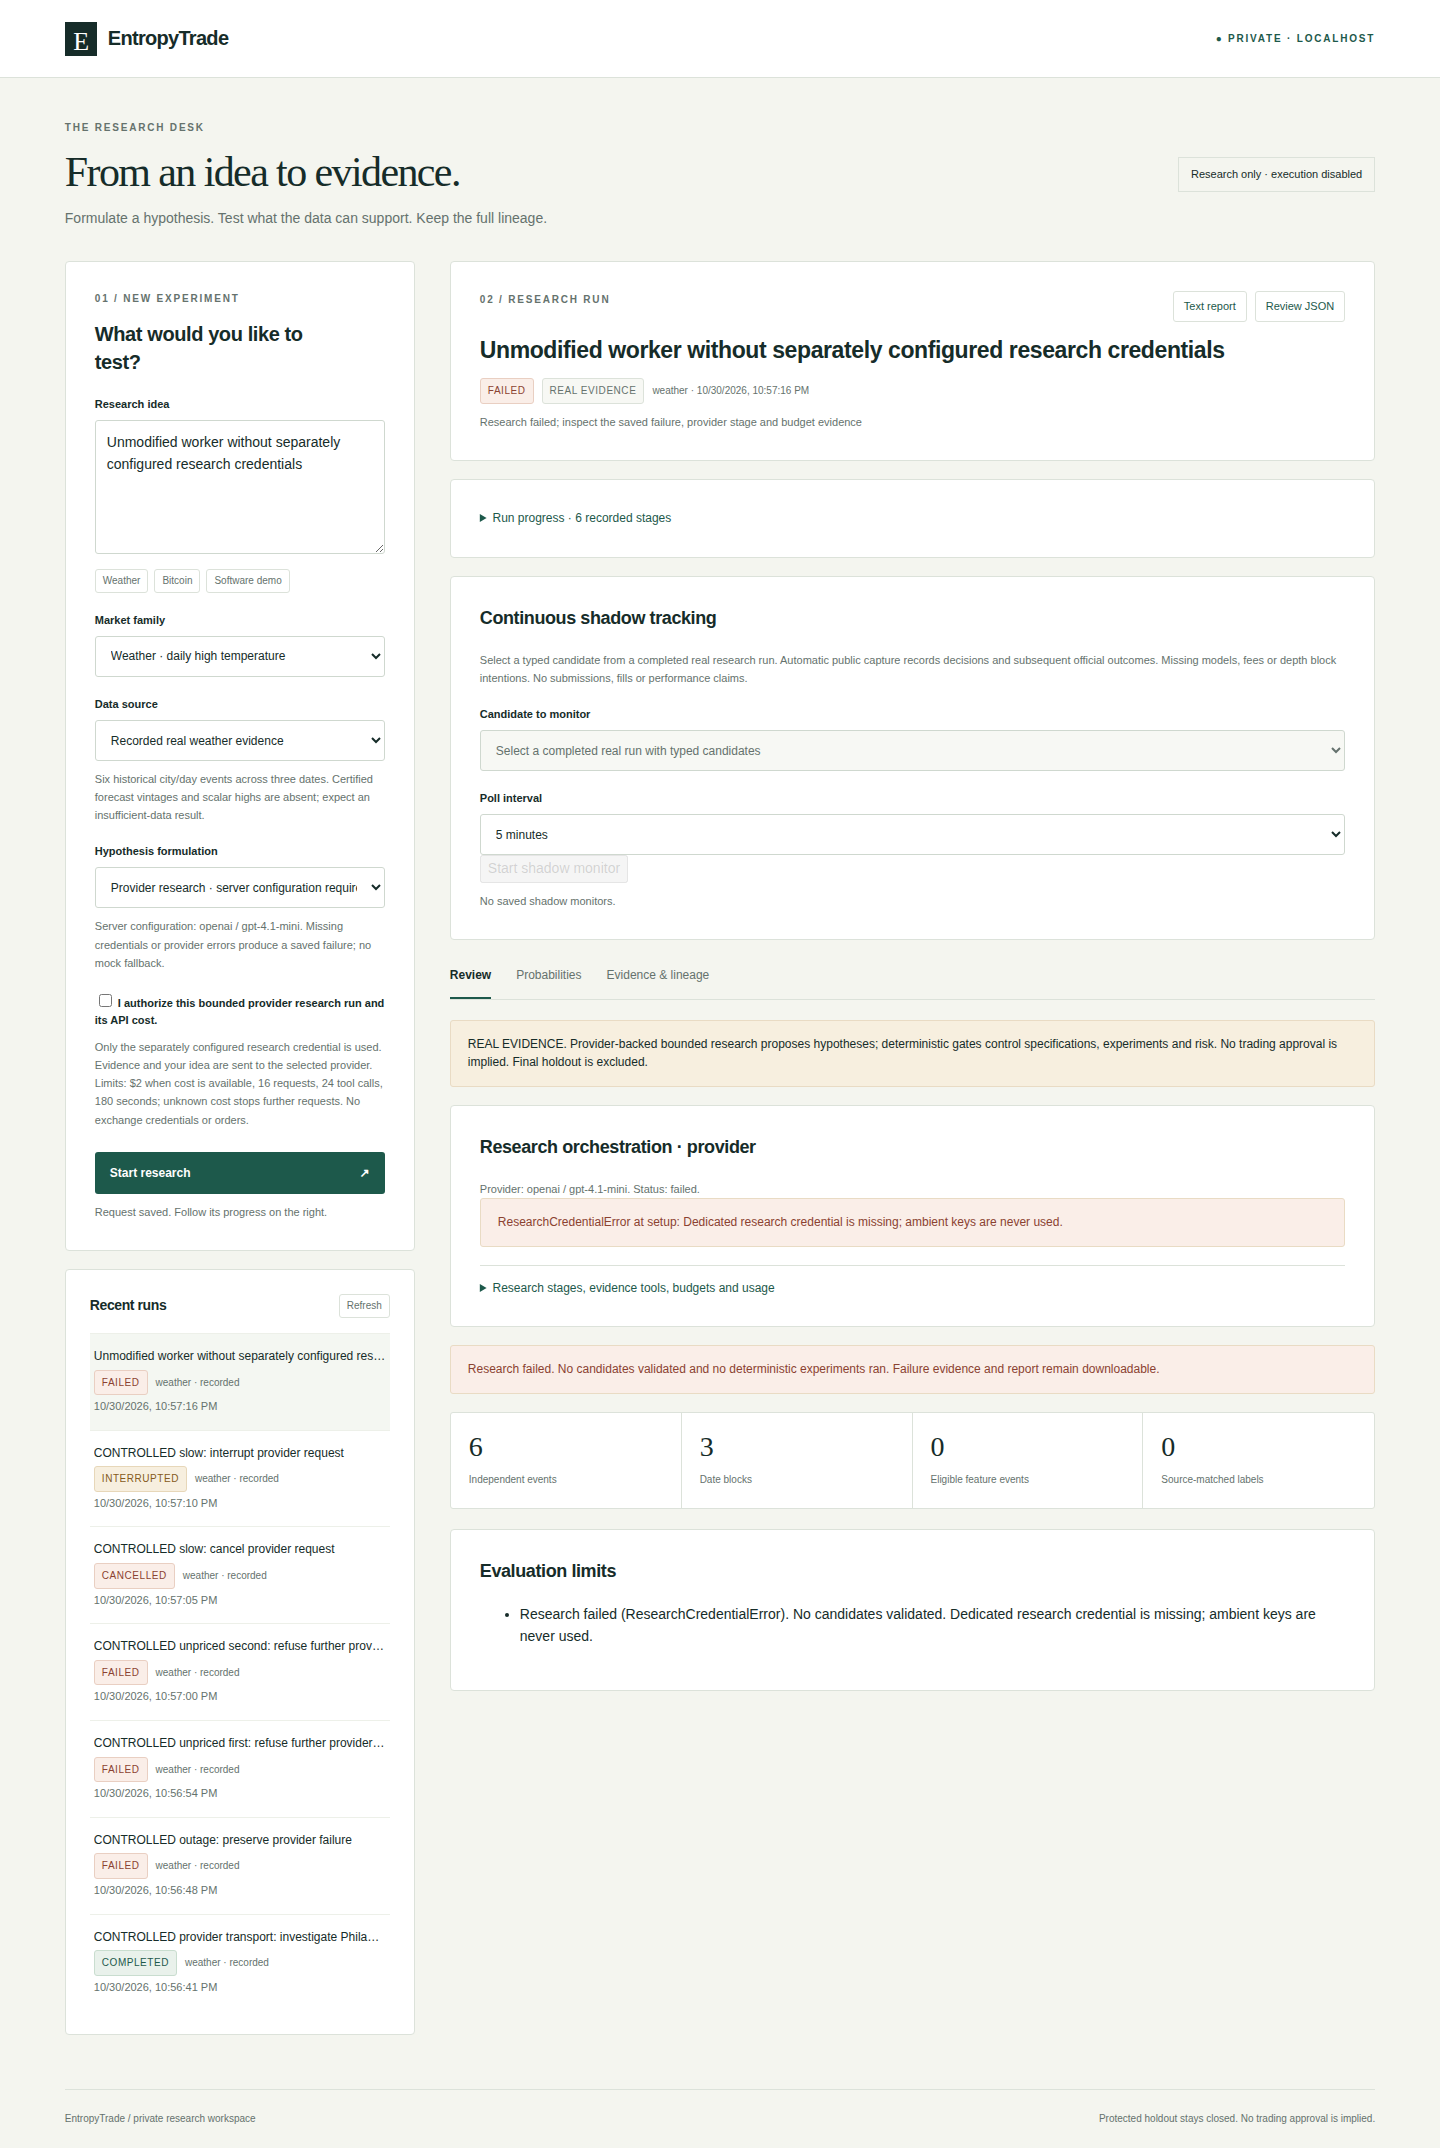 E EntropyTrade
● PRIVATE · LOCALHOST
THE RESEARCH DESK
From an idea to evidence.
Research only · execution disabled
Formulate a hypothesis. Test what the data can support. Keep the full lineage.
01 / NEW EXPERIMENT
What would you like to
test?
Research idea
Unmodified worker without separately
configured research credentials
Weather Bitcoin Software demo
Market family
Weather · daily high temperature
Data source
Recorded real weather evidence
Six historical city/day events across three dates. Certified
forecast vintages and scalar highs are absent; expect an
insufficient-data result.
Hypothesis formulation
Provider research · server configuration require
Server configuration: openai / gpt-4.1-mini. Missing
credentials or provider errors produce a saved failure; no
mock fallback.
I authorize this bounded provider research run and
its API cost.
Only the separately configured research credential is used.
Evidence and your idea are sent to the selected provider.
Limits: $2 when cost is available, 16 requests, 24 tool calls,
180 seconds; unknown cost stops further requests. No
exchange credentials or orders.
Start research ↗
Request saved. Follow its progress on the right.
Recent runs
Refresh
Unmodified worker without separately configured res…
FAILED weather · recorded
10/30/2026, 10:57:16 PM
CONTROLLED slow: interrupt provider request
INTERRUPTED weather · recorded
10/30/2026, 10:57:10 PM
CONTROLLED slow: cancel provider request
CANCELLED weather · recorded
10/30/2026, 10:57:05 PM
CONTROLLED unpriced second: refuse further prov…
FAILED weather · recorded
10/30/2026, 10:57:00 PM
CONTROLLED unpriced first: refuse further provider…
FAILED weather · recorded
10/30/2026, 10:56:54 PM
CONTROLLED outage: preserve provider failure
FAILED weather · recorded
10/30/2026, 10:56:48 PM
CONTROLLED provider transport: investigate Phila…
COMPLETED weather · recorded
10/30/2026, 10:56:41 PM
02 / RESEARCH RUN
Text report Review JSON
Unmodified worker without separately configured research credentials
FAILED REAL EVIDENCE weather · 10/30/2026, 10:57:16 PM
Research failed; inspect the saved failure, provider stage and budget evidence
▶ Run progress · 6 recorded stages
Continuous shadow tracking
Select a typed candidate from a completed real research run. Automatic public capture records decisions and subsequent official outcomes. Missing models, fees or depth block
intentions. No submissions, fills or performance claims.
Candidate to monitor
Select a completed real run with typed candidates
Poll interval
5 minutes
Start shadow monitor
No saved shadow monitors.
Review Probabilities Evidence & lineage
REAL EVIDENCE. Provider-backed bounded research proposes hypotheses; deterministic gates control specifications, experiments and risk. No trading approval is
implied. Final holdout is excluded.
Research orchestration · provider
Provider: openai / gpt-4.1-mini. Status: failed.
ResearchCredentialError at setup: Dedicated research credential is missing; ambient keys are never used.
▶ Research stages, evidence tools, budgets and usage
Research failed. No candidates validated and no deterministic experiments ran. Failure evidence and report remain downloadable.
6 3 0 0
Independent events Date blocks Eligible feature events Source-matched labels
Evaluation limits
• Research failed (ResearchCredentialError). No candidates validated. Dedicated research credential is missing; ambient keys are
never used.
EntropyTrade / private research workspace
Protected holdout stays closed. No trading approval is implied.